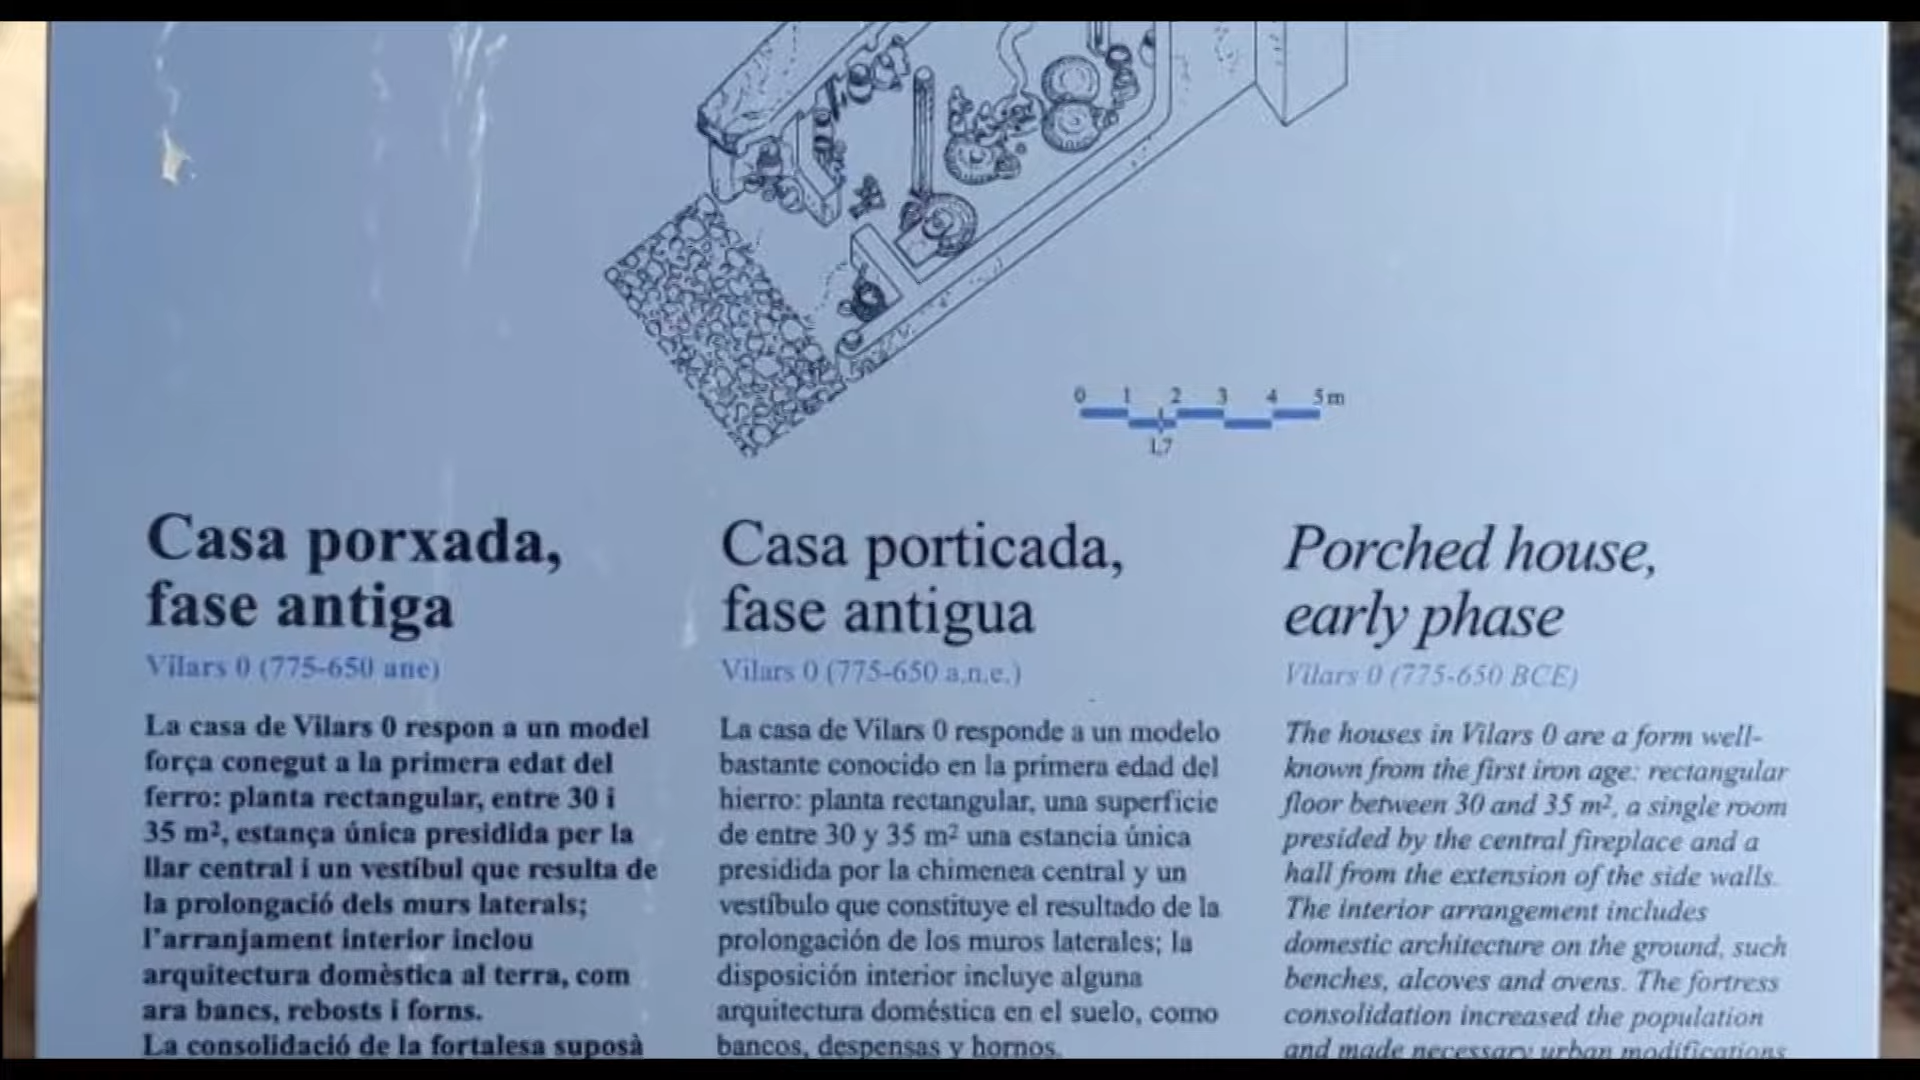 0 1 2 3 4 5m
1,7
Casa porxada,
fase antiga
Vilars 0 (775-650 ane)
La casa de Vilars 0 respon a un model
força conegut a la primera edat del
ferro: planta rectangular, entre 30 i
35 m², estança única presidida per la
llar central i un vestíbul que resulta de
la prolongació dels murs laterals;
l'arranjament interior inclou
arquitectura domèstica al terra, com
ara bancs, rebosts i forns.
La consolidació de la fortalesa suposà
Casa porticada,
fase antigua
Vilars 0 (775-650 a.n.e.)
La casa de Vilars 0 responde a un modelo
bastante conocido en la primera edad del
hierro: planta rectangular, una superficie
de entre 30 y 35 m² una estancia única
presidida por la chimenea central y un
vestíbulo que constituye el resultado de la
prolongación de los muros laterales; la
disposición interior incluye alguna
arquitectura doméstica en el suelo, como
bancos, despensas y hornos.
Porched house,
early phase
Vilars 0 (775-650 BCE)
The houses in Vilars 0 are a form well-
known from the first iron age: rectangular
floor between 30 and 35 m², a single room
presided by the central fireplace and a
hall from the extension of the side walls.
The interior arrangement includes
domestic architecture on the ground, such
benches, alcoves and ovens. The fortress
consolidation increased the population
and made necessary urban modifications